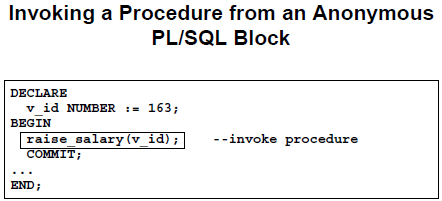 Invoking a Procedure from an Anonymous
PL/SQL Block
DECLARE
v_id NUMBER := 163;
BEGIN
raise_salary(v_id); --invoke procedure
COMMIT;
...
END;